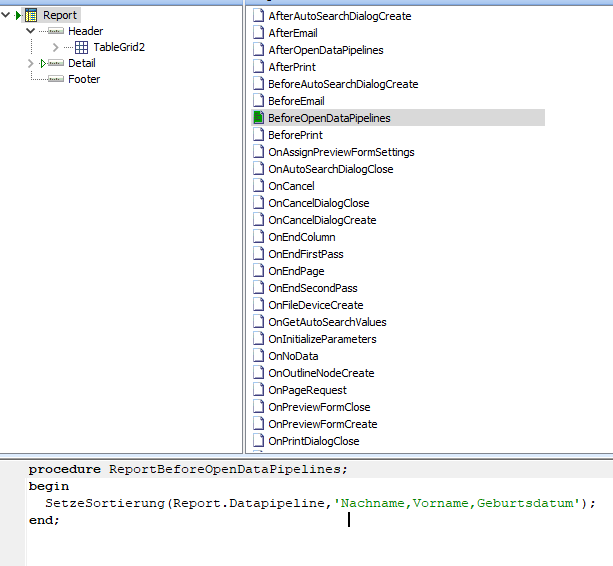 Report
Header
TableGrid2
Detail
Footer
AfterAutoSearchDialogCreate
AfterEmail
AfterOpenDataPipelines
AfterPrint
BeforeAutoSearchDialogCreate
BeforeEmail
BeforeOpenDataPipelines
BeforePrint
OnAssignPreviewFormSettings
OnAutoSearchDialogClose
OnCancel
OnCancelDialogClose
OnCancelDialogCreate
OnEndColumn
OnEndFirstPass
OnEndPage
OnEndSecondPass
OnFileDeviceCreate
OnGetAutoSearchValues
OnInitializeParameters
OnNoData
OnOutlineNodeCreate
OnPageRequest
OnPreviewFormClose
OnPreviewFormCreate
OnPrintDialogClose
procedure ReportBeforeOpenDataPipelines;
begin
SetzeSortierung(Report.Datapipeline,'Nachname,Vorname,Geburtsdatum');
end;